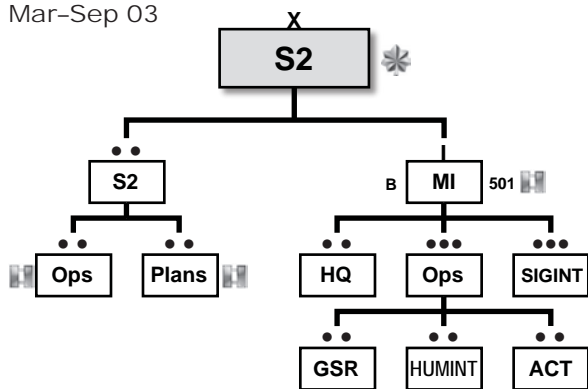 Mar–Sep 03
X
S2
S2
B MI 501
Ops Plans HQ Ops SIGINT
GSR HUMINT ACT